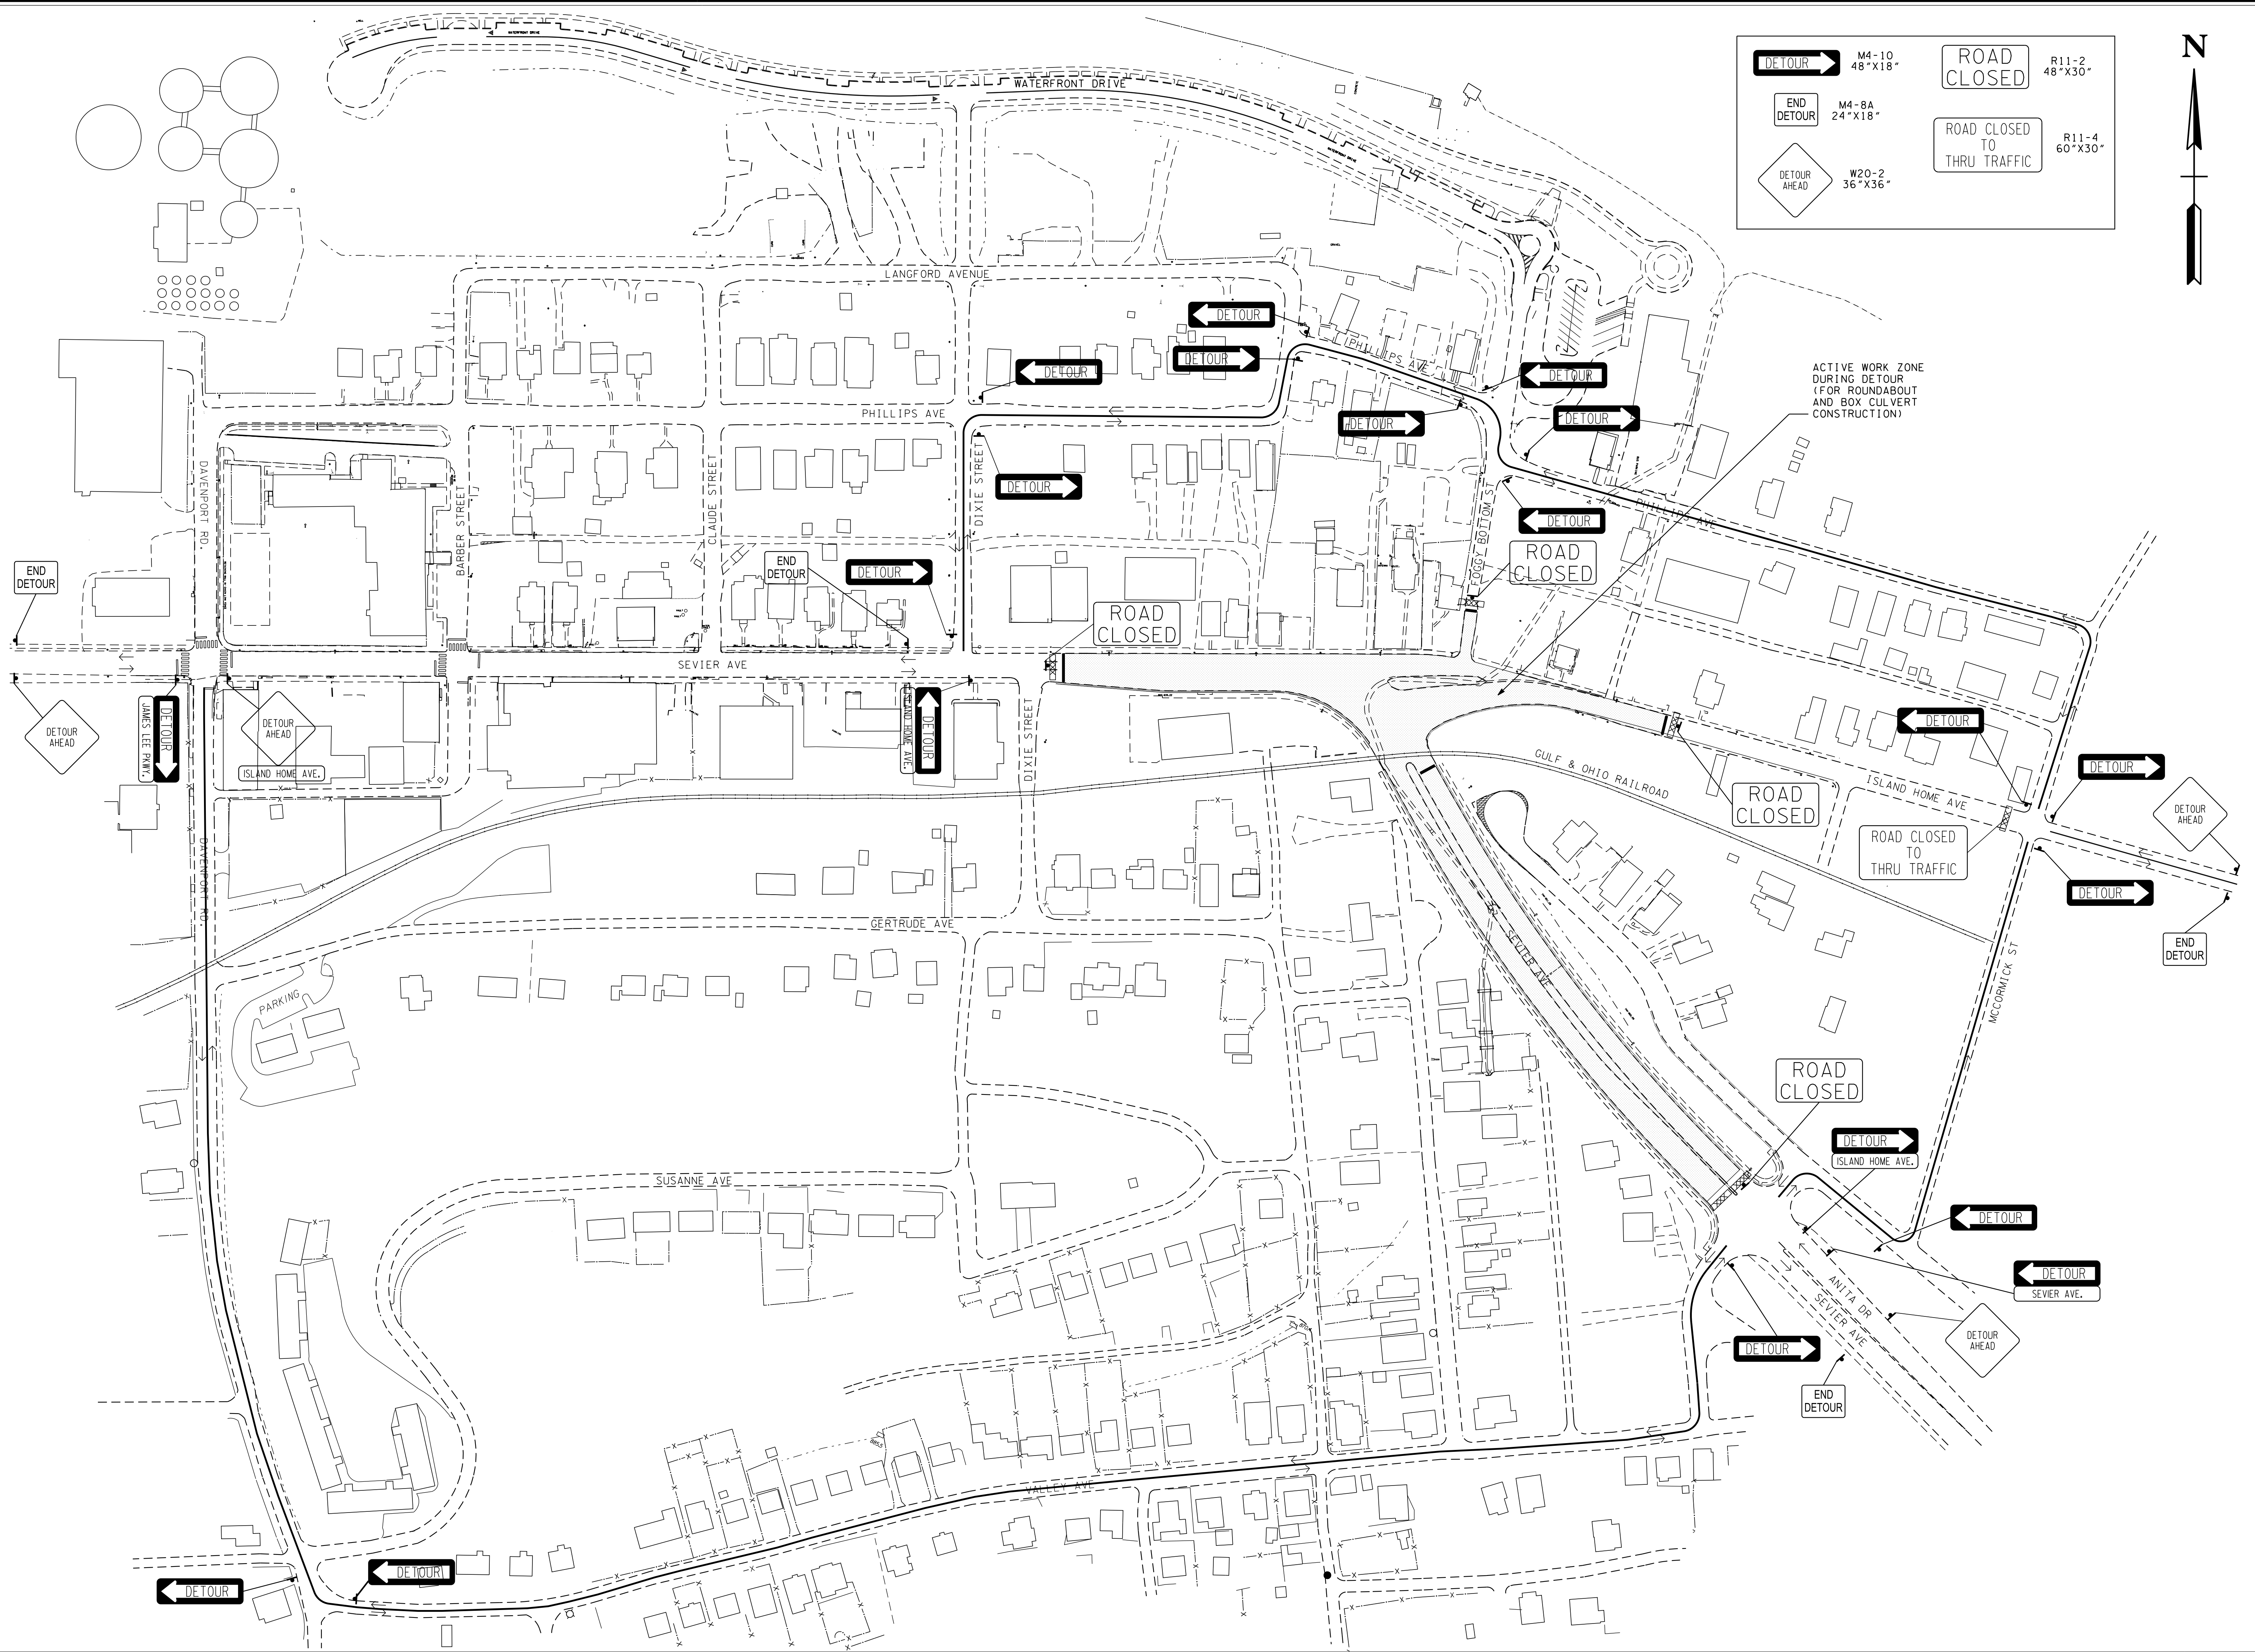 WATERFRONT DRIVE
WATERFRONT DRIVE
WATERFRONT DRIVE
DETOUR
M4-10
48"X18"
ROAD
CLOSED
R11-2
48"X30"
END
DETOUR
M4-8A
24"X18"
ROAD CLOSED
TO
THRU TRAFFIC
R11-4
60"X30"
DETOUR
AHEAD
W20-2
36"X36"
N
LANGFORD AVENUE
DETOUR
DETOUR
PHILLIPS AVE
DETOUR
DETOUR
ACTIVE WORK ZONE
DURING DETOUR
(FOR ROUNDABOUT
AND BOX CULVERT
CONSTRUCTION)
PHILLIPS AVE
DETOUR
DETOUR
DAVENPORT RD.
BARBER STREET
CLAUDE STREET
DIXIE STREET
DETOUR
DETOUR
PHILLIPS AVE
FOGGY BOTTOM ST
ROAD
CLOSED
END
DETOUR
END
DETOUR
DETOUR
ROAD
CLOSED
SEVIER AVE
DETOUR
AHEAD
DETOUR
JAMES LEE PKWY.
DETOUR
AHEAD
ISLAND HOME AVE.
DETOUR
ISLAND HOME AVE.
DIXIE STREET
GULF & OHIO RAILROAD
ROAD
CLOSED
ISLAND HOME AVE
DETOUR
DETOUR
DETOUR
AHEAD
ROAD CLOSED
TO
THRU TRAFFIC
DETOUR
END
DETOUR
DAVENPORT RD.
GERTRUDE AVE
SEVIER AVE
MCCORMICK ST
PARKING
ROAD
CLOSED
DETOUR
ISLAND HOME AVE.
SUSANNE AVE
DETOUR
DETOUR
SEVIER AVE.
ANITA DR
SEVIER AVE
DETOUR
AHEAD
DETOUR
END
DETOUR
VALLEY AVE
DETOUR
DETOUR